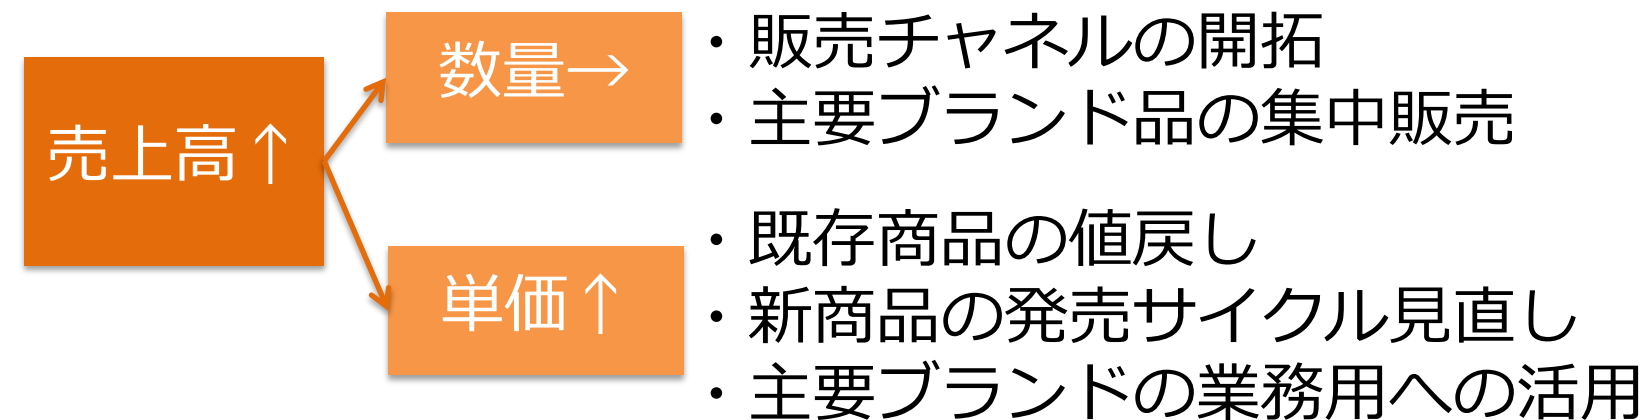 売上高↑
数量→
・販売チャネルの開拓
・主要ブランド品の集中販売
単価↑
・既存商品の値戻し
・新商品の発売サイクル見直し
・主要ブランドの業務用への活用